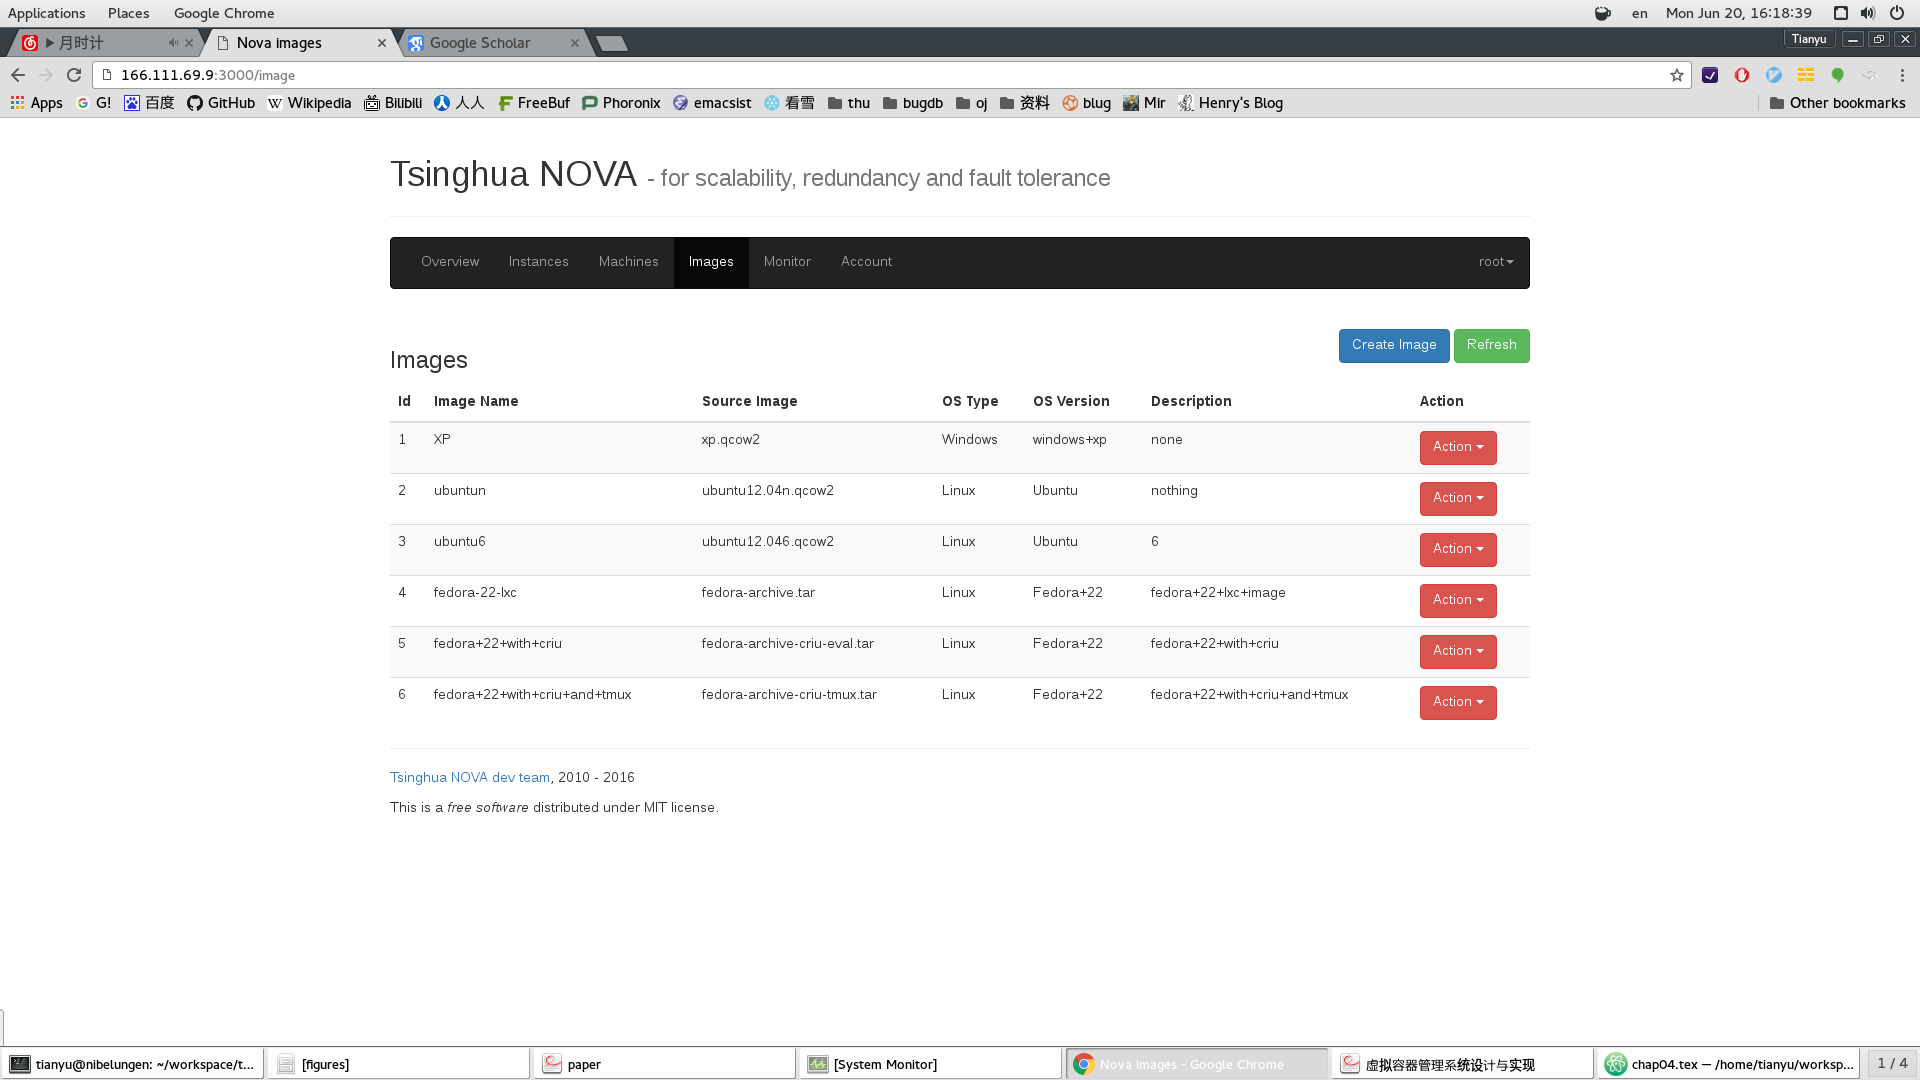 Applications Places Google Chrome en Mon Jun 20, 16:18:39
月时计 Nova images Google Scholar Tianyu
166.111.69.9:3000/image
Apps G! 百度 GitHub Wikipedia Bilibili 人人 FreeBuf Phoronix emacsist 看雪 thu bugdb oj 资料 blug Mir Henry's Blog Other bookmarks
Tsinghua NOVA - for scalability, redundancy and fault tolerance
Overview Instances Machines Images Monitor Account root
Create Image Refresh
Images
Id Image Name Source Image OS Type OS Version Description Action
1 XP xp.qcow2 Windows windows+xp none Action
2 ubuntun ubuntu12.04n.qcow2 Linux Ubuntu nothing Action
3 ubuntu6 ubuntu12.046.qcow2 Linux Ubuntu 6 Action
4 fedora-22-lxc fedora-archive.tar Linux Fedora+22 fedora+22+lxc+image Action
5 fedora+22+with+criu fedora-archive-criu-eval.tar Linux Fedora+22 fedora+22+with+criu Action
6 fedora+22+with+criu+and+tmux fedora-archive-criu-tmux.tar Linux Fedora+22 fedora+22+with+criu+and+tmux Action
Tsinghua NOVA dev team, 2010 - 2016
This is a free software distributed under MIT license.
tianyu@nibelungen: ~/workspace/t... [figures] paper [System Monitor] Nova images - Google Chrome 虚拟容器管理系统设计与实现 chap04.tex — /home/tianyu/worksp... 1 / 4